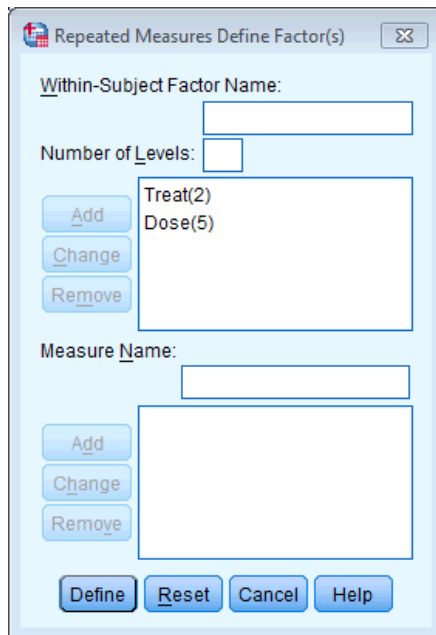 Repeated Measures Define Factor(s)
Within-Subject Factor Name:
Number of Levels:
Add
Change
Remove
Treat(2)
Dose(5)
Measure Name:
Add
Change
Remove
Define Reset Cancel Help